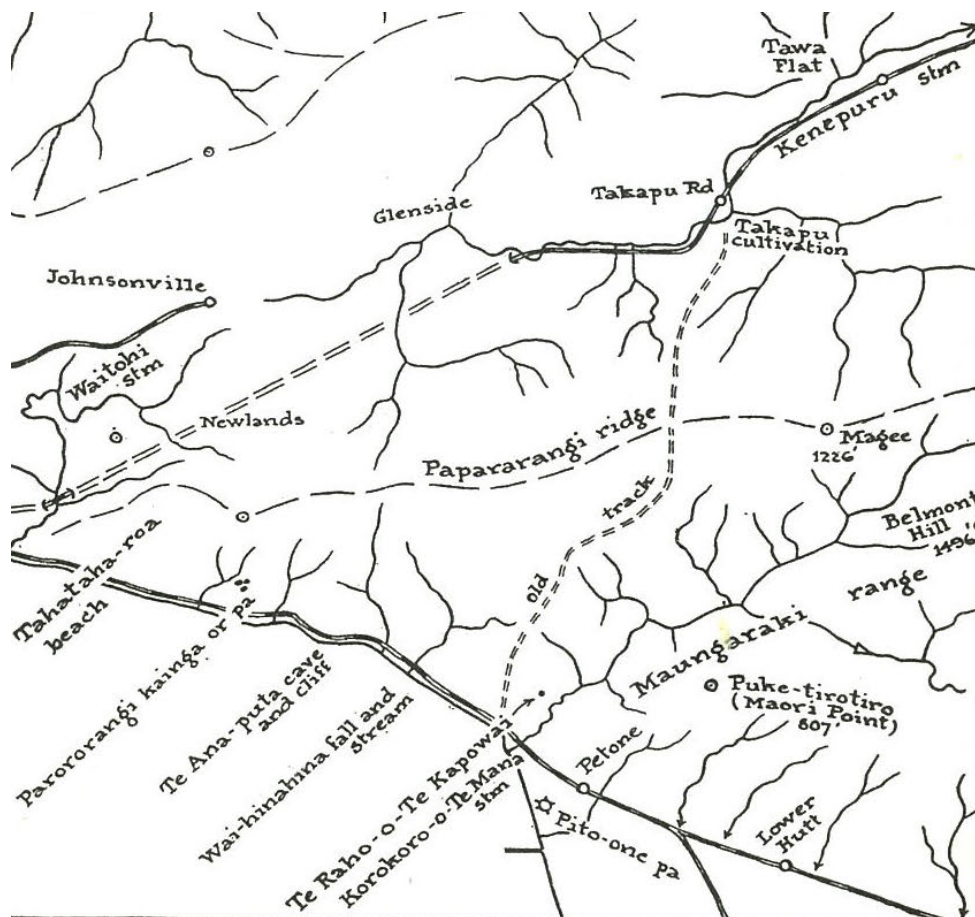 Tawa
Flat
Kenepuru stm
Takapu Rd
Glenside
Takapu
cultivation
Johnsonville
Waitohi
stm
Newlands
Papararangi ridge
Magee
1226'
track
Belmont
Hill
1496'
Tahataha-roa
beach
old
range
Parororangi kainga or pa
Maungaraki
Te Ana-puta cave
and cliff
Puke-tirotiro
(Maori Point)
607'
Wai-hinahina fall and
stream
Te Raho-o-Te Kapowai
Korokoro-o-Te Mana
stm
Petone
Pito-one pa
Lower
Hutt